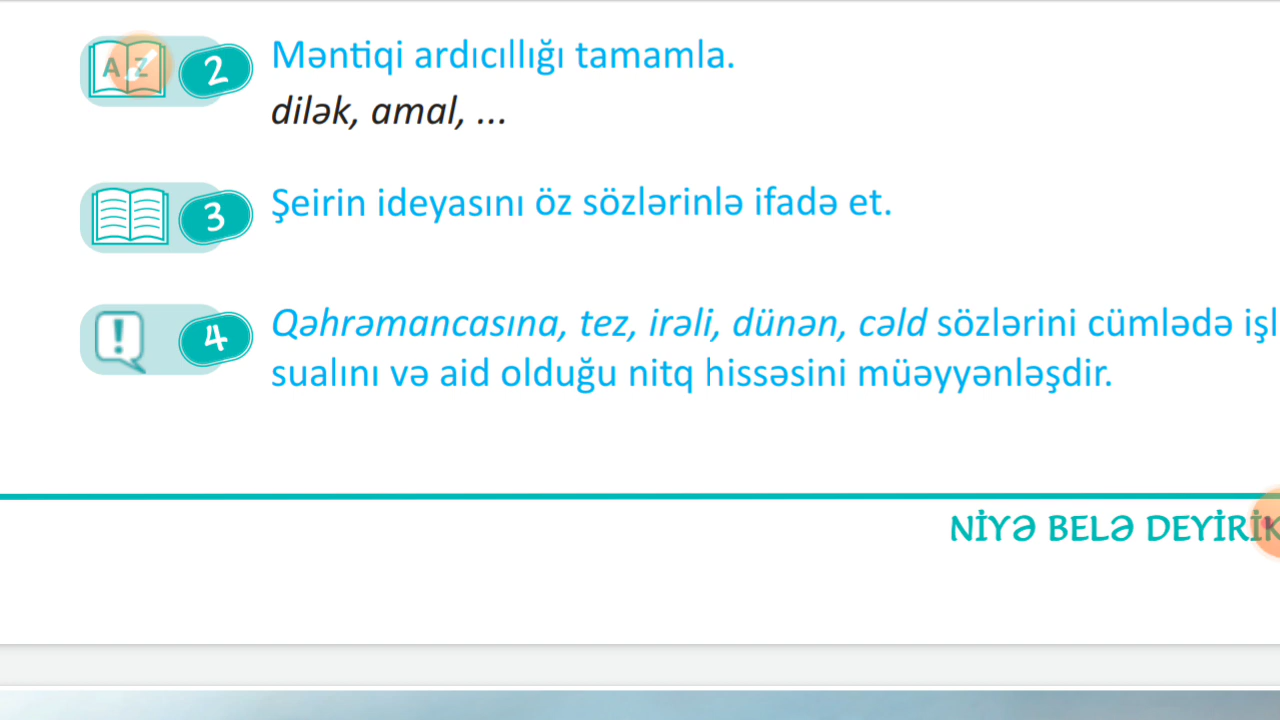 A Z 2 Məntiqi ardıcıllığı tamamla.
dilək, amal, ...
3 Şeirin ideyasını öz sözlərinlə ifadə et.
! 4 Qəhrəmancasına, tez, irəli, dünən, cəld sözlərini cümlədə işl
sualını və aid olduğu nitq hissəsini müəyyənləşdir.
NİYƏ BELƏ DEYİRİK